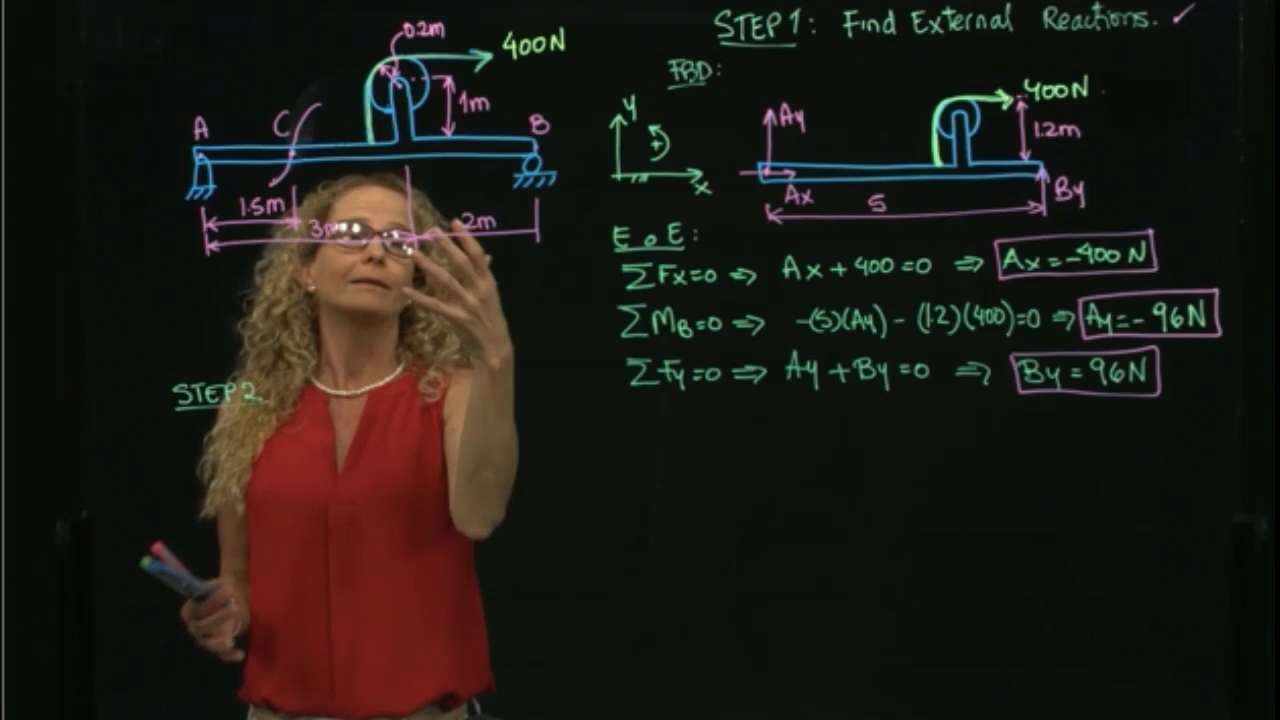 STEP 1: Find External Reactions. ✓
0.2m
400N
FBD:
1m
A
C
B
y
x
Ay
400N
1.2m
Ax
5
By
1.5m
3m
2m
E o E:
ΣFx=0 ⇒ Ax + 400 = 0 ⇒ Ax = -400 N
ΣMB=0 ⇒ -(5)(Ay) - (1.2)(400)=0 ⇒ Ay = - 96N
ΣFy=0 ⇒ Ay + By = 0 ⇒ By = 96N
STEP 2